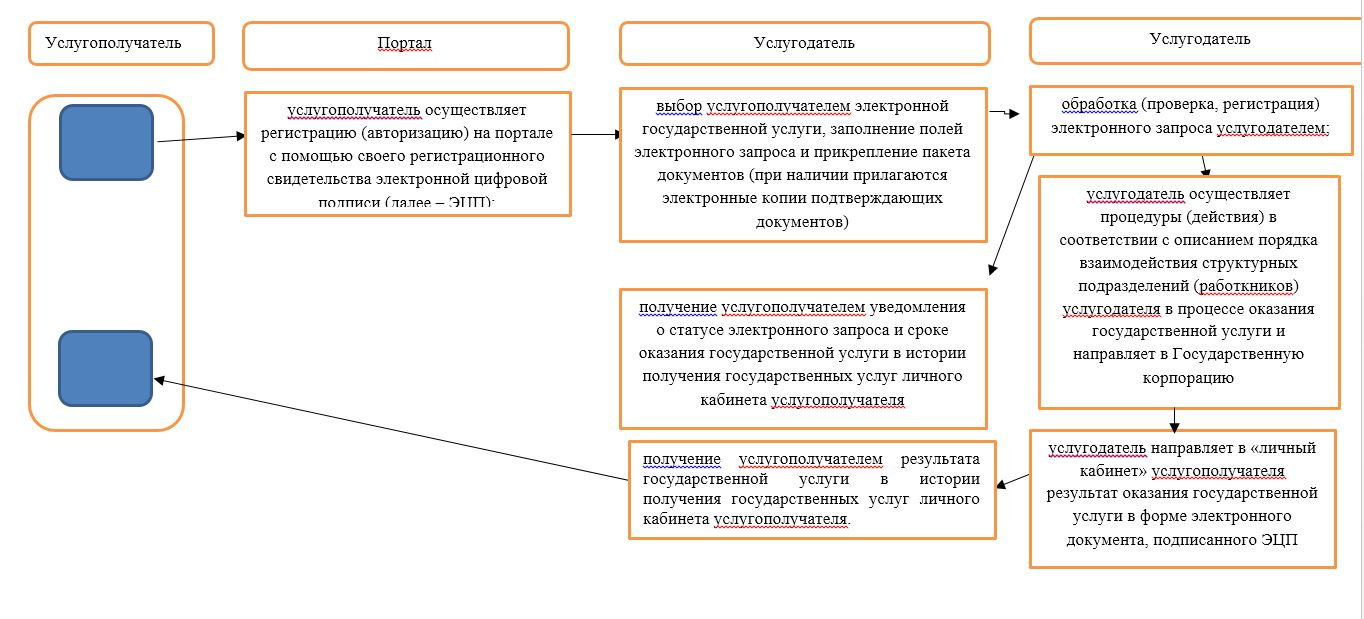 Услугополучатель
Портал
Услугодатель
Услугодатель
услугополучатель осуществляет
регистрацию (авторизацию) на портале
с помощью своего регистрационного
свидетельства электронной цифровой
подписи (далее – ЭЦП);
выбор услугополучателем электронной
государственной услуги, заполнение полей
электронного запроса и прикрепление пакета
документов (при наличии прилагаются
электронные копии подтверждающих
документов)
обработка (проверка, регистрация)
электронного запроса услугодателем;
услугодатель осуществляет
процедуры (действия) в
соответствии с описанием порядка
взаимодействия структурных
подразделений (работкников)
услугодателя в процессе оказания
государственной услуги и
направляет в Государственную
корпорацию
получение услугополучателем уведомления
о статусе электронного запроса и сроке
оказания государственной услуги в истории
получения государственных услуг личного
кабинета услугополучателя
услугодатель направляет в «личный
кабинет» услугополучателя
результат оказания государственной
услуги в форме электронного
документа, подписанного ЭЦП
получение услугополучателем результата
государственной услуги в истории
получения государственных услуг личного
кабинета услугополучателя.